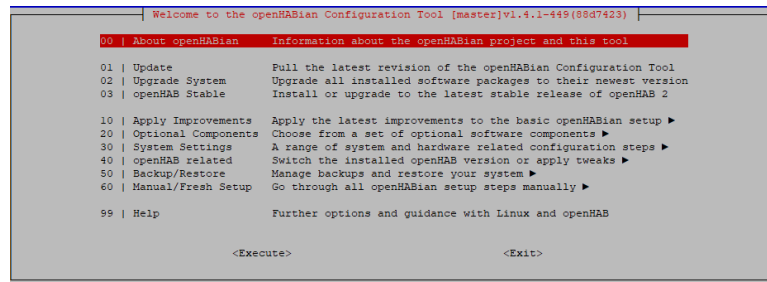 Welcome to the openHABian Configuration Tool [master]v1.4.1-449(88d7423)
00 | About openHABian Information about the openHABian project and this tool
01 | Update Pull the latest revision of the openHABian Configuration Tool
02 | Upgrade System Upgrade all installed software packages to their newest version
03 | openHAB Stable Install or upgrade to the latest stable release of openHAB 2
10 | Apply Improvements Apply the latest improvements to the basic openHABian setup ►
20 | Optional Components Choose from a set of optional software components ►
30 | System Settings A range of system and hardware related configuration steps ►
40 | openHAB related Switch the installed openHAB version or apply tweaks ►
50 | Backup/Restore Manage backups and restore your system ►
60 | Manual/Fresh Setup Go through all openHABian setup steps manually ►
99 | Help Further options and guidance with Linux and openHAB
<Execute> <Exit>